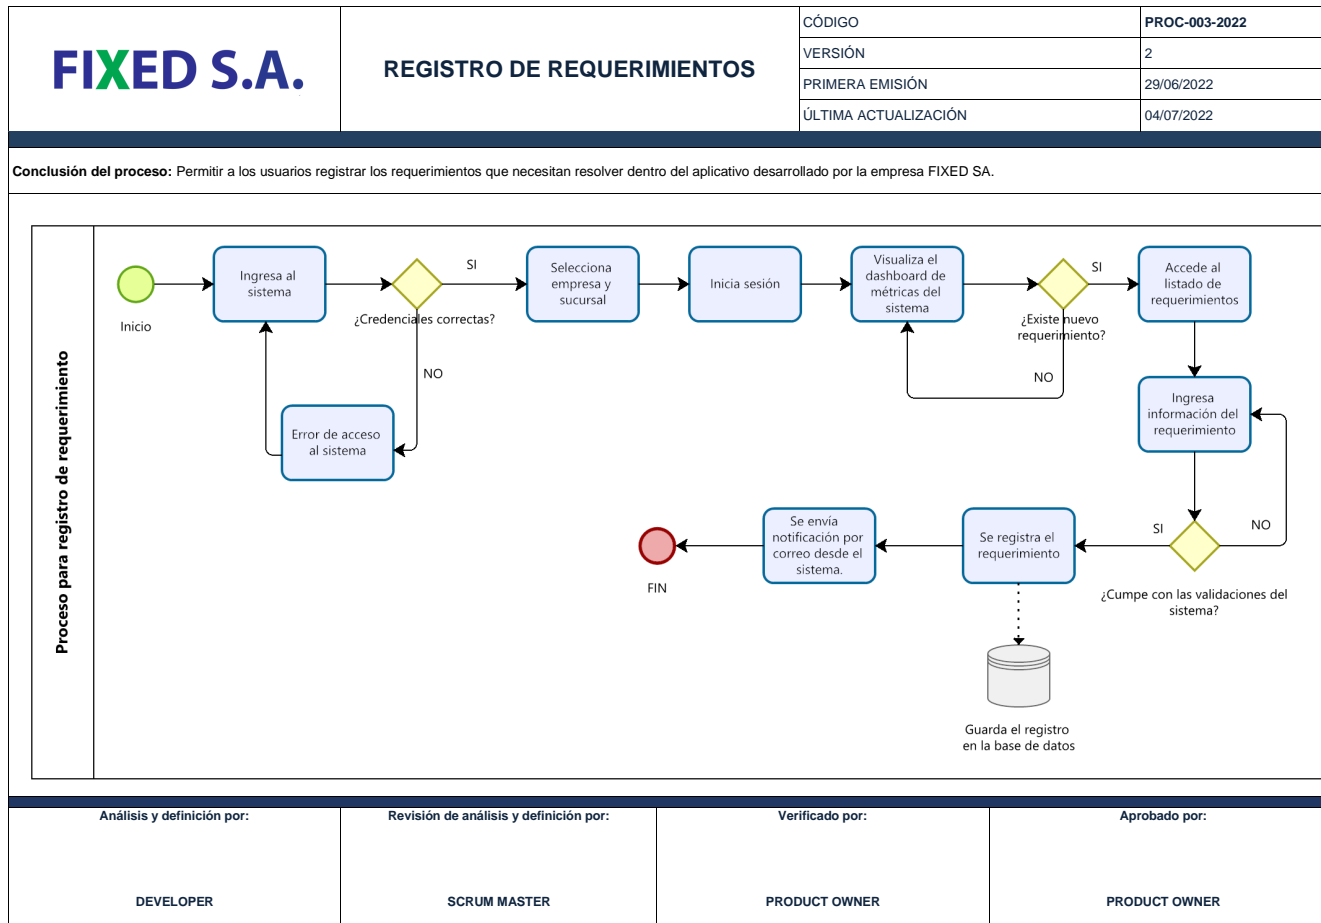 FIXED S.A.
REGISTRO DE REQUERIMIENTOS
CÓDIGO
PROC-003-2022
VERSIÓN
2
PRIMERA EMISIÓN
29/06/2022
ÚLTIMA ACTUALIZACIÓN
04/07/2022
Conclusión del proceso: Permitir a los usuarios registrar los requerimientos que necesitan resolver dentro del aplicativo desarrollado por la empresa FIXED SA.
Proceso para registro de requerimiento
Inicio
Ingresa al
sistema
¿Credenciales correctas?
SI
NO
Error de acceso
al sistema
Selecciona
empresa y
sucursal
Inicia sesión
Visualiza el
dashboard de
métricas del
sistema
¿Existe nuevo
requerimiento?
SI
NO
Accede al
listado de
requerimientos
Ingresa
información del
requerimiento
SI
NO
¿Cumpe con las validaciones del
sistema?
Se registra el
requerimiento
Guarda el registro
en la base de datos
Se envía
notificación por
correo desde el
sistema.
FIN
Análisis y definición por:
DEVELOPER
Revisión de análisis y definición por:
SCRUM MASTER
Verificado por:
PRODUCT OWNER
Aprobado por:
PRODUCT OWNER